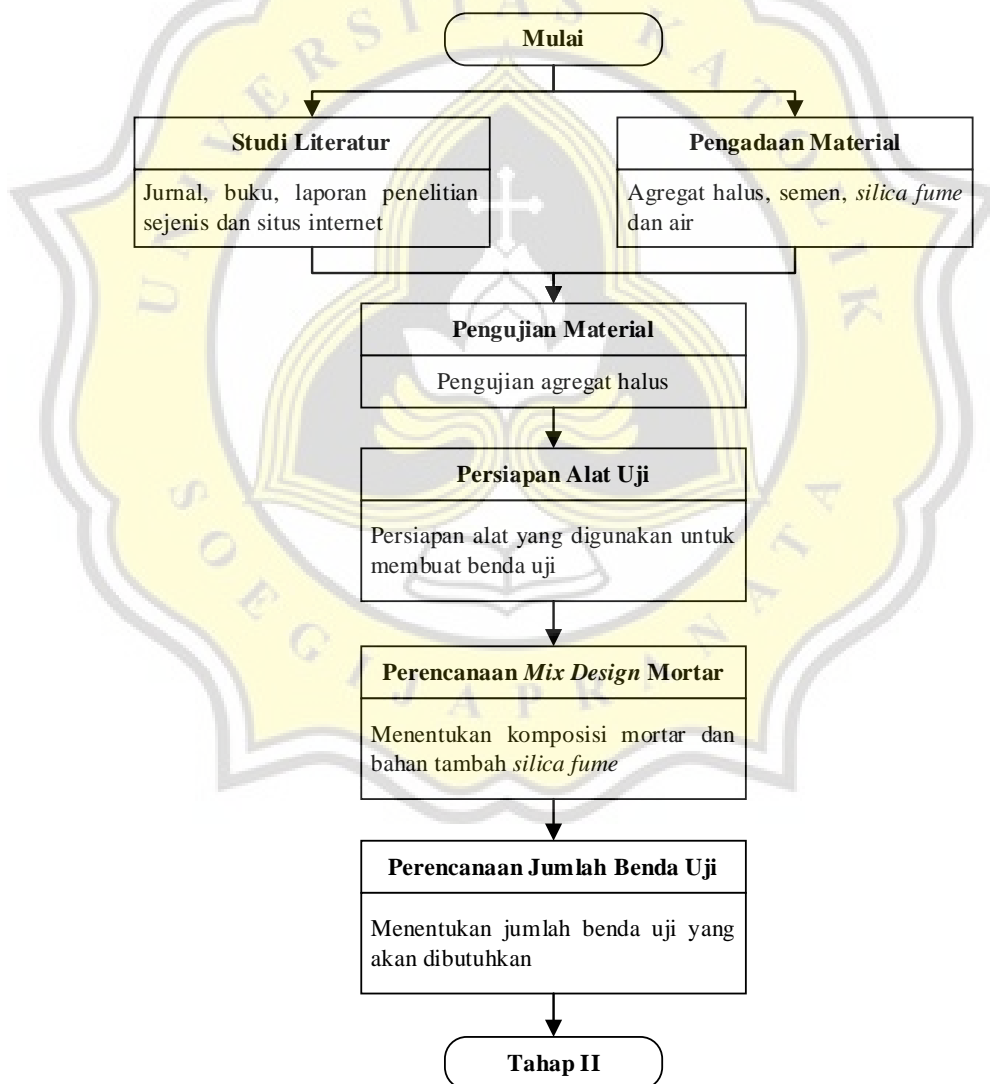 Mulai
Studi Literatur
Jurnal, buku, laporan penelitian
sejenis dan situs internet
Pengadaan Material
Agregat halus, semen, silica fume
dan air
Pengujian Material
Pengujian agregat halus
Persiapan Alat Uji
Persiapan alat yang digunakan untuk
membuat benda uji
Perencanaan Mix Design Mortar
Menentukan komposisi mortar dan
bahan tambah silica fume
Perencanaan Jumlah Benda Uji
Menentukan jumlah benda uji yang
akan dibutuhkan
Tahap II
UNIVERSITAS KATOLIK
SOEGIJAPRANATA